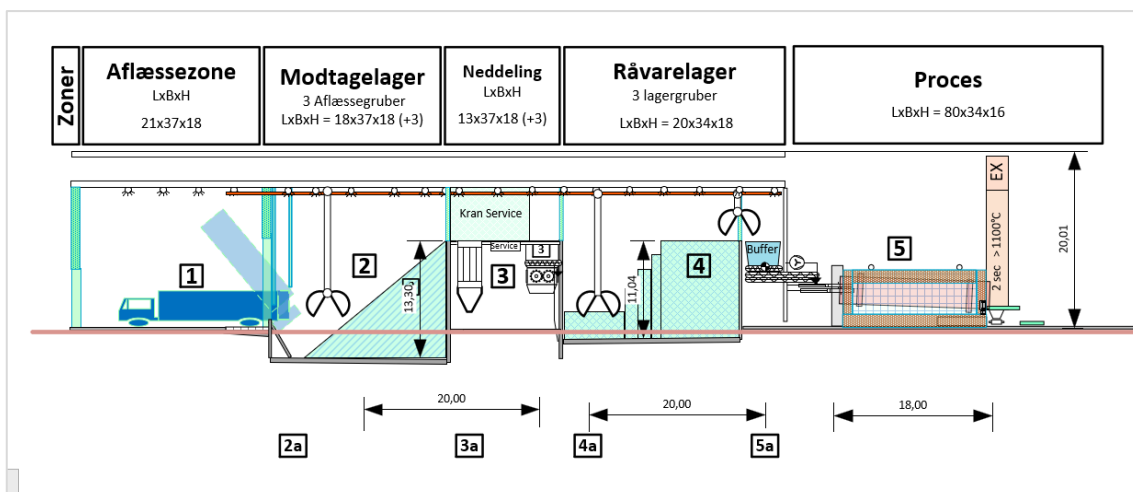 Zoner
Aflæssezone
LxBxH
21x37x18
Modtagelager
3 Aflæssegruber
LxBxH = 18x37x18 (+3)
Neddeling
LxBxH
13x37x18 (+3)
Råvarelager
3 lagergruber
LxBxH = 20x34x18
Proces
LxBxH = 80x34x16
EX
2 sec >1100°C
20,01
Kran Service
Service
3
Buffer
1
2
3
4
5
13,30
11,04
20,00
20,00
18,00
2a
3a
4a
5a